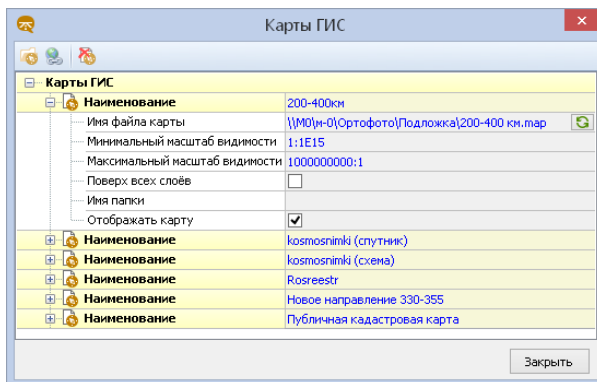 Карты ГИС
Карты ГИС
Наименование 200-400км
Имя файла карты \\М0\м-0\Ортофото\Подложка\200-400 км.map
Минимальный масштаб видимости 1:1E15
Максимальный масштаб видимости 1000000000:1
Поверх всех слоёв
Имя папки
Отображать карту
Наименование kosmosnimki (спутник)
Наименование kosmosnimki (схема)
Наименование Rosreestr
Наименование Новое направление 330-355
Наименование Публичная кадастровая карта
Закрыть